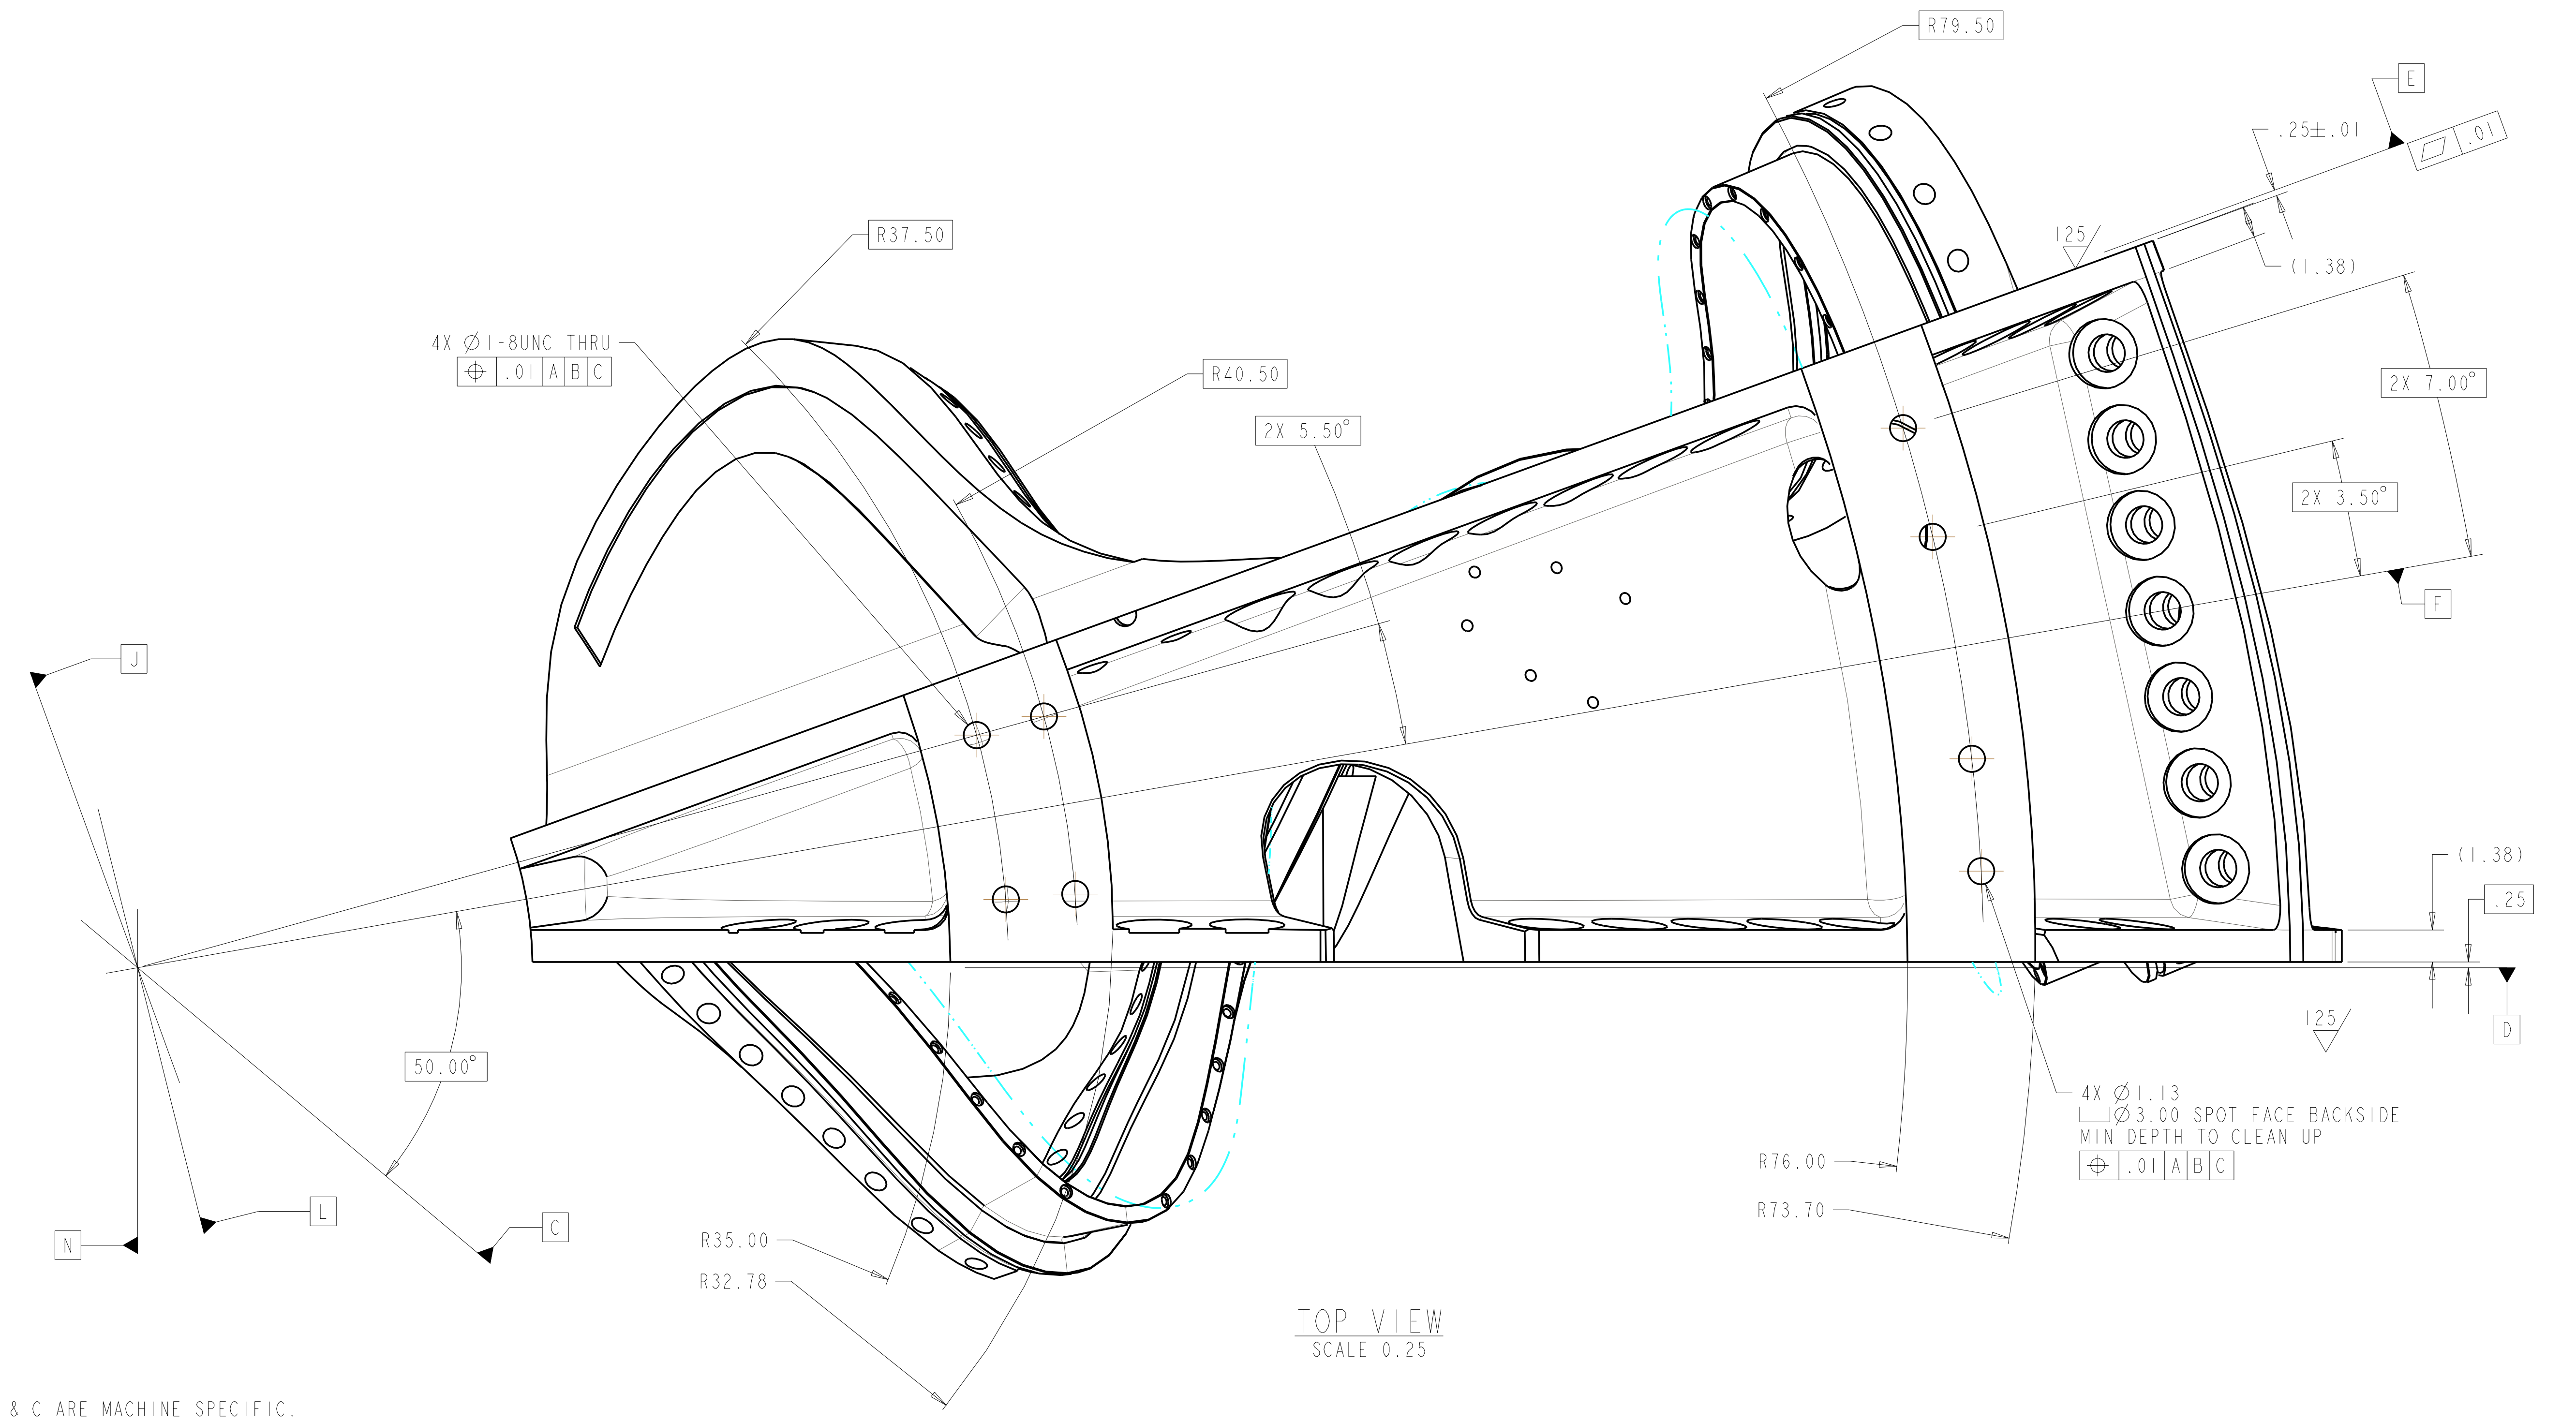 R79.50
E
.25±.01
⏥ .01
125
(1.38)
R37.50
4X Ø1-8UNC THRU
⌖ .01 A B C
R40.50
2X 5.50°
2X 7.00°
2X 3.50°
F
J
(1.38)
.25
D
125
50.00°
L
N
C
4X Ø1.13
⌴Ø3.00 SPOT FACE BACKSIDE
MIN DEPTH TO CLEAN UP
⌖ .01 A B C
R76.00
R73.70
R35.00
R32.78
TOP VIEW
SCALE 0.25
& C ARE MACHINE SPECIFIC.